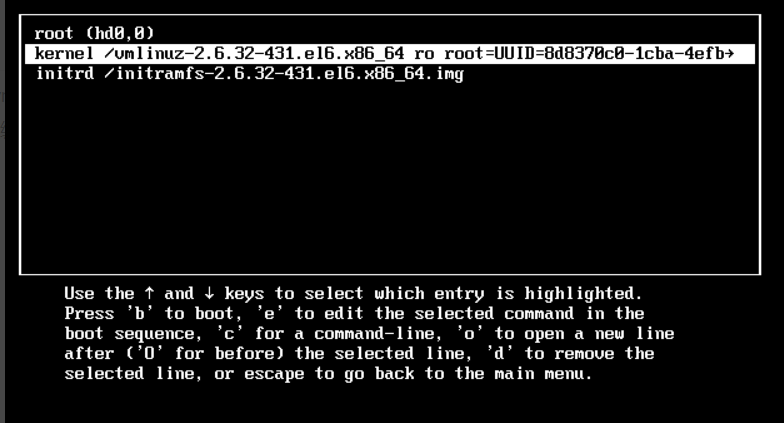 root (hd0,0)
kernel /vmlinuz-2.6.32-431.el6.x86_64 ro root=UUID=8d8370c0-1cba-4efb→
initrd /initramfs-2.6.32-431.el6.x86_64.img
Use the ↑ and ↓ keys to select which entry is highlighted.
Press 'b' to boot, 'e' to edit the selected command in the
boot sequence, 'c' for a command-line, 'o' to open a new line
after ('O' for before) the selected line, 'd' to remove the
selected line, or escape to go back to the main menu.